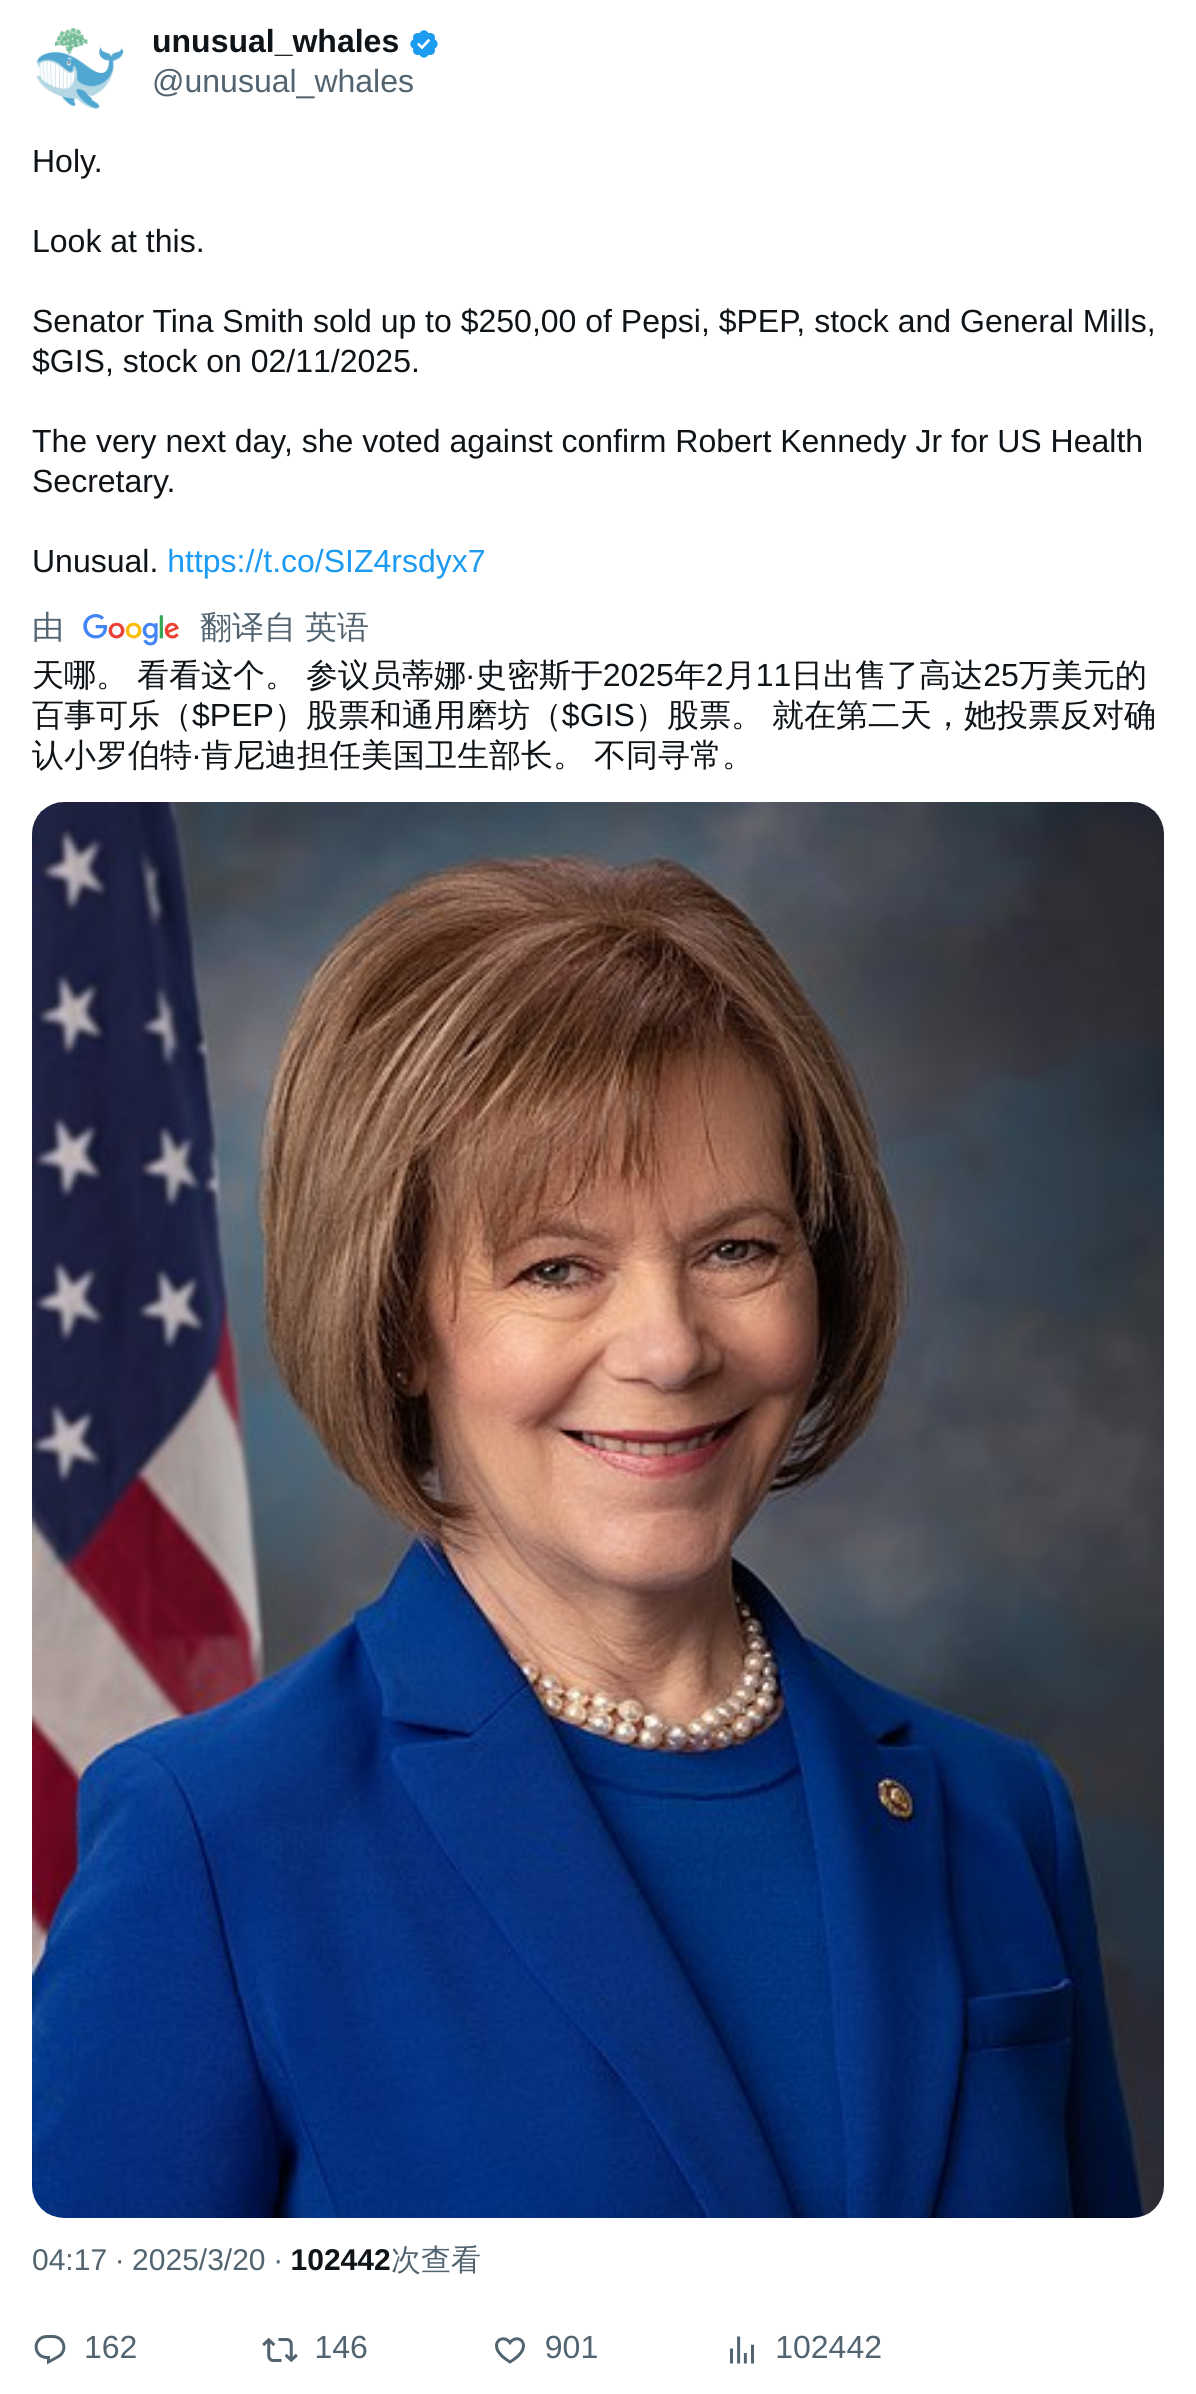 unusual_whales
@unusual_whales
Holy.
Look at this.
Senator Tina Smith sold up to $250,00 of Pepsi, $PEP, stock and General Mills,
$GIS, stock on 02/11/2025.
The very next day, she voted against confirm Robert Kennedy Jr for US Health
Secretary.
Unusual. https://t.co/SIZ4rsdyx7
由 Google 翻译自 英语
天哪。 看看这个。 参议员蒂娜·史密斯于2025年2月11日出售了高达25万美元的
百事可乐（$PEP）股票和通用磨坊（$GIS）股票。 就在第二天，她投票反对确
认小罗伯特·肯尼迪担任美国卫生部长。 不同寻常。
04:17 · 2025/3/20 · 102442次查看
162 146 901 102442